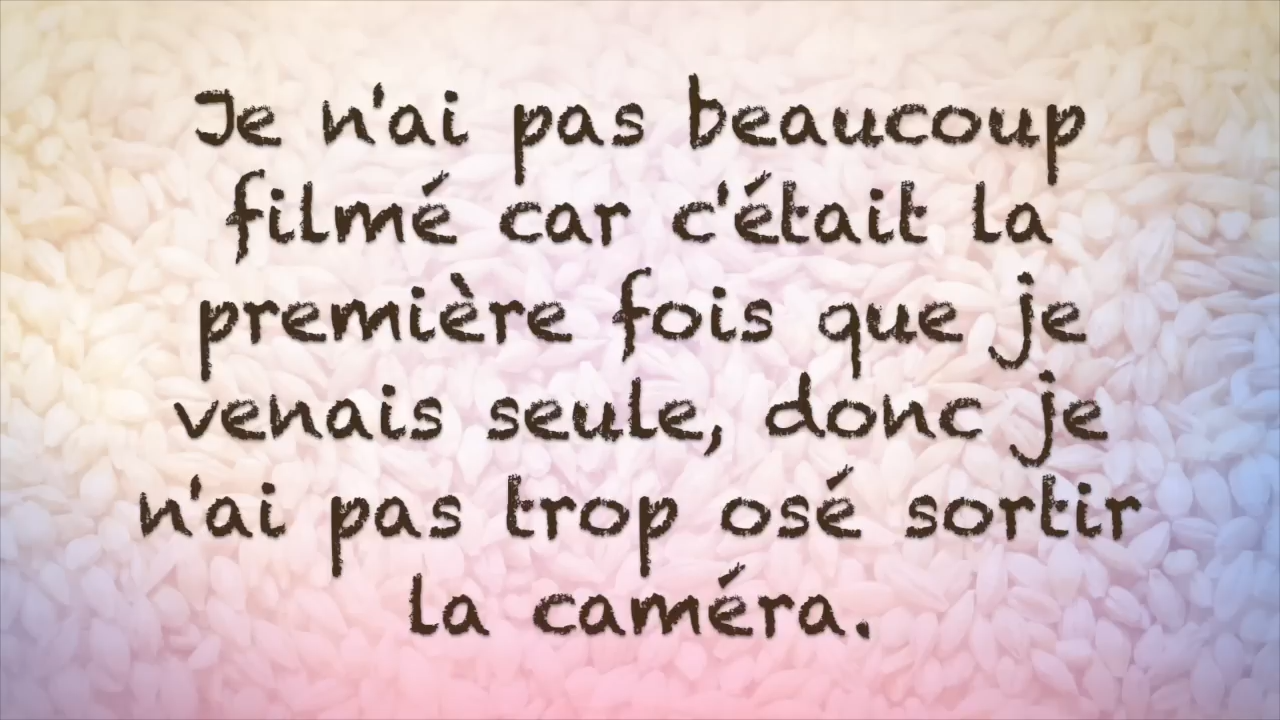 Je n'ai pas beaucoup
filmé car c'était la
première fois que je
venais seule, donc je
n'ai pas trop osé sortir
la caméra.